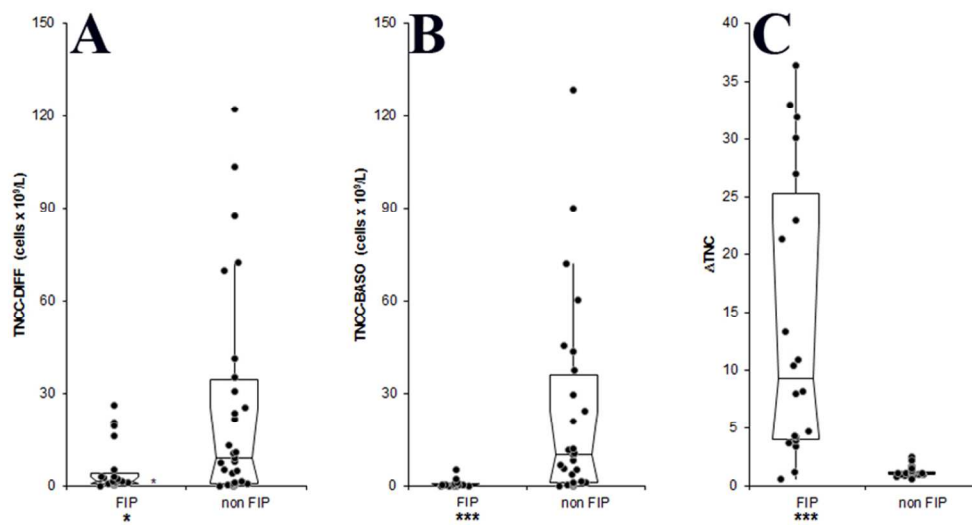 A
B
C
TNCC-DIFF (cells x 10⁹/L)
150
120
90
60
30
0
FIP
non FIP
*
*
TNCC-BASO (cells x 10⁹/L)
150
120
90
60
30
0
FIP
non FIP
***
ΔTNC
40
35
30
25
20
15
10
5
0
FIP
non FIP
***